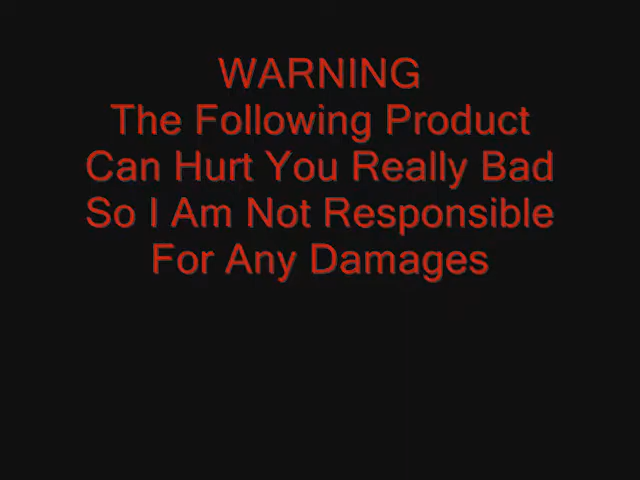 WARNING
The Following Product
Can Hurt You Really Bad
So I Am Not Responsible
For Any Damages